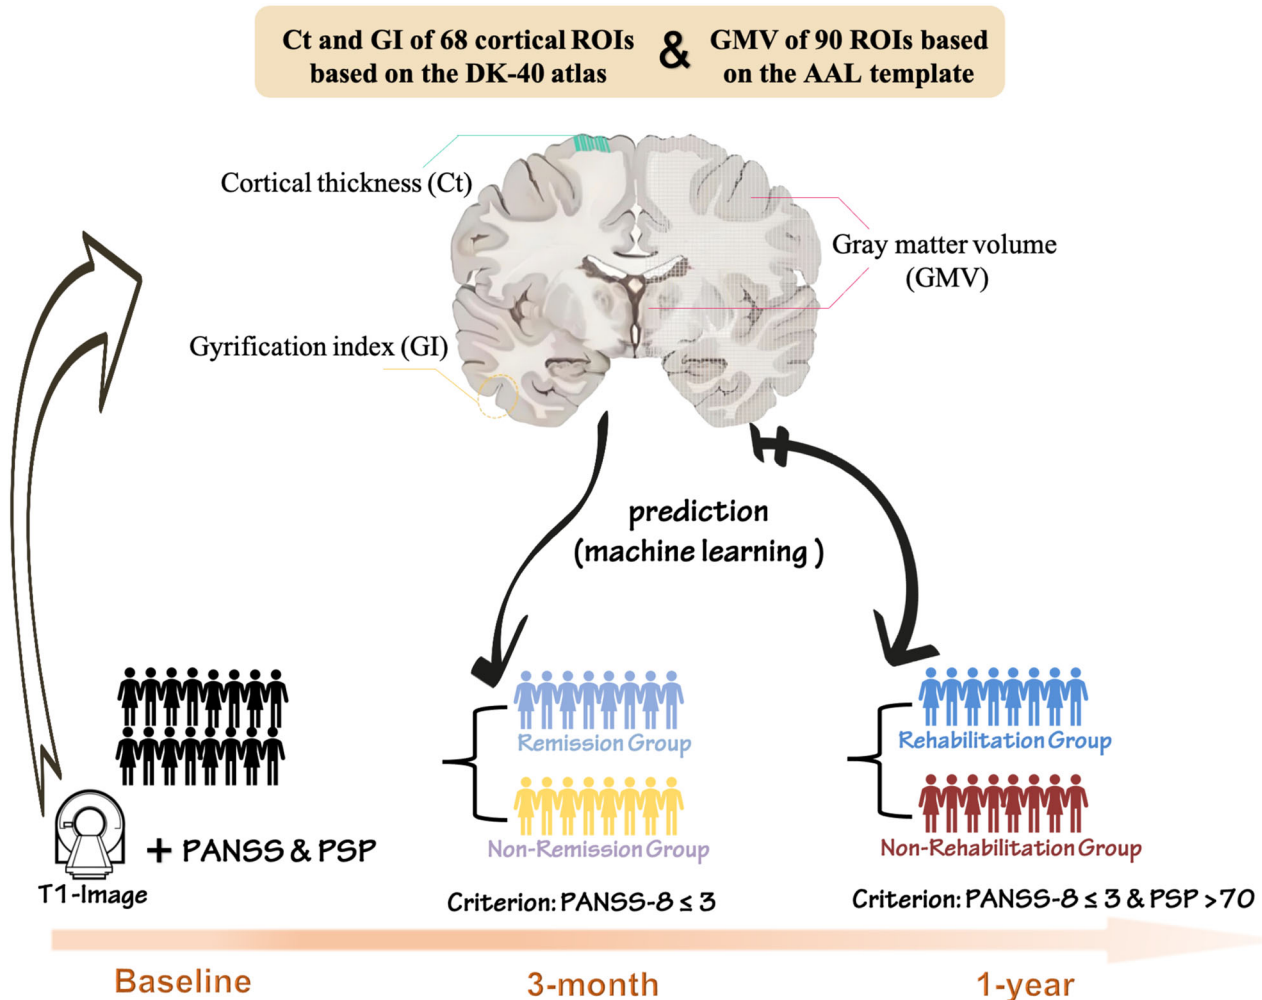 Ct and GI of 68 cortical ROIs
based on the DK-40 atlas
&
GMV of 90 ROIs based
on the AAL template
Cortical thickness (Ct)
Gray matter volume
(GMV)
Gyrification index (GI)
prediction
(machine learning )
Remission Group
Non-Remission Group
Rehabilitation Group
Non-Rehabilitation Group
+ PANSS & PSP
T1-Image
Criterion: PANSS-8 ≤ 3
Criterion: PANSS-8 ≤ 3 & PSP >70
Baseline
3-month
1-year